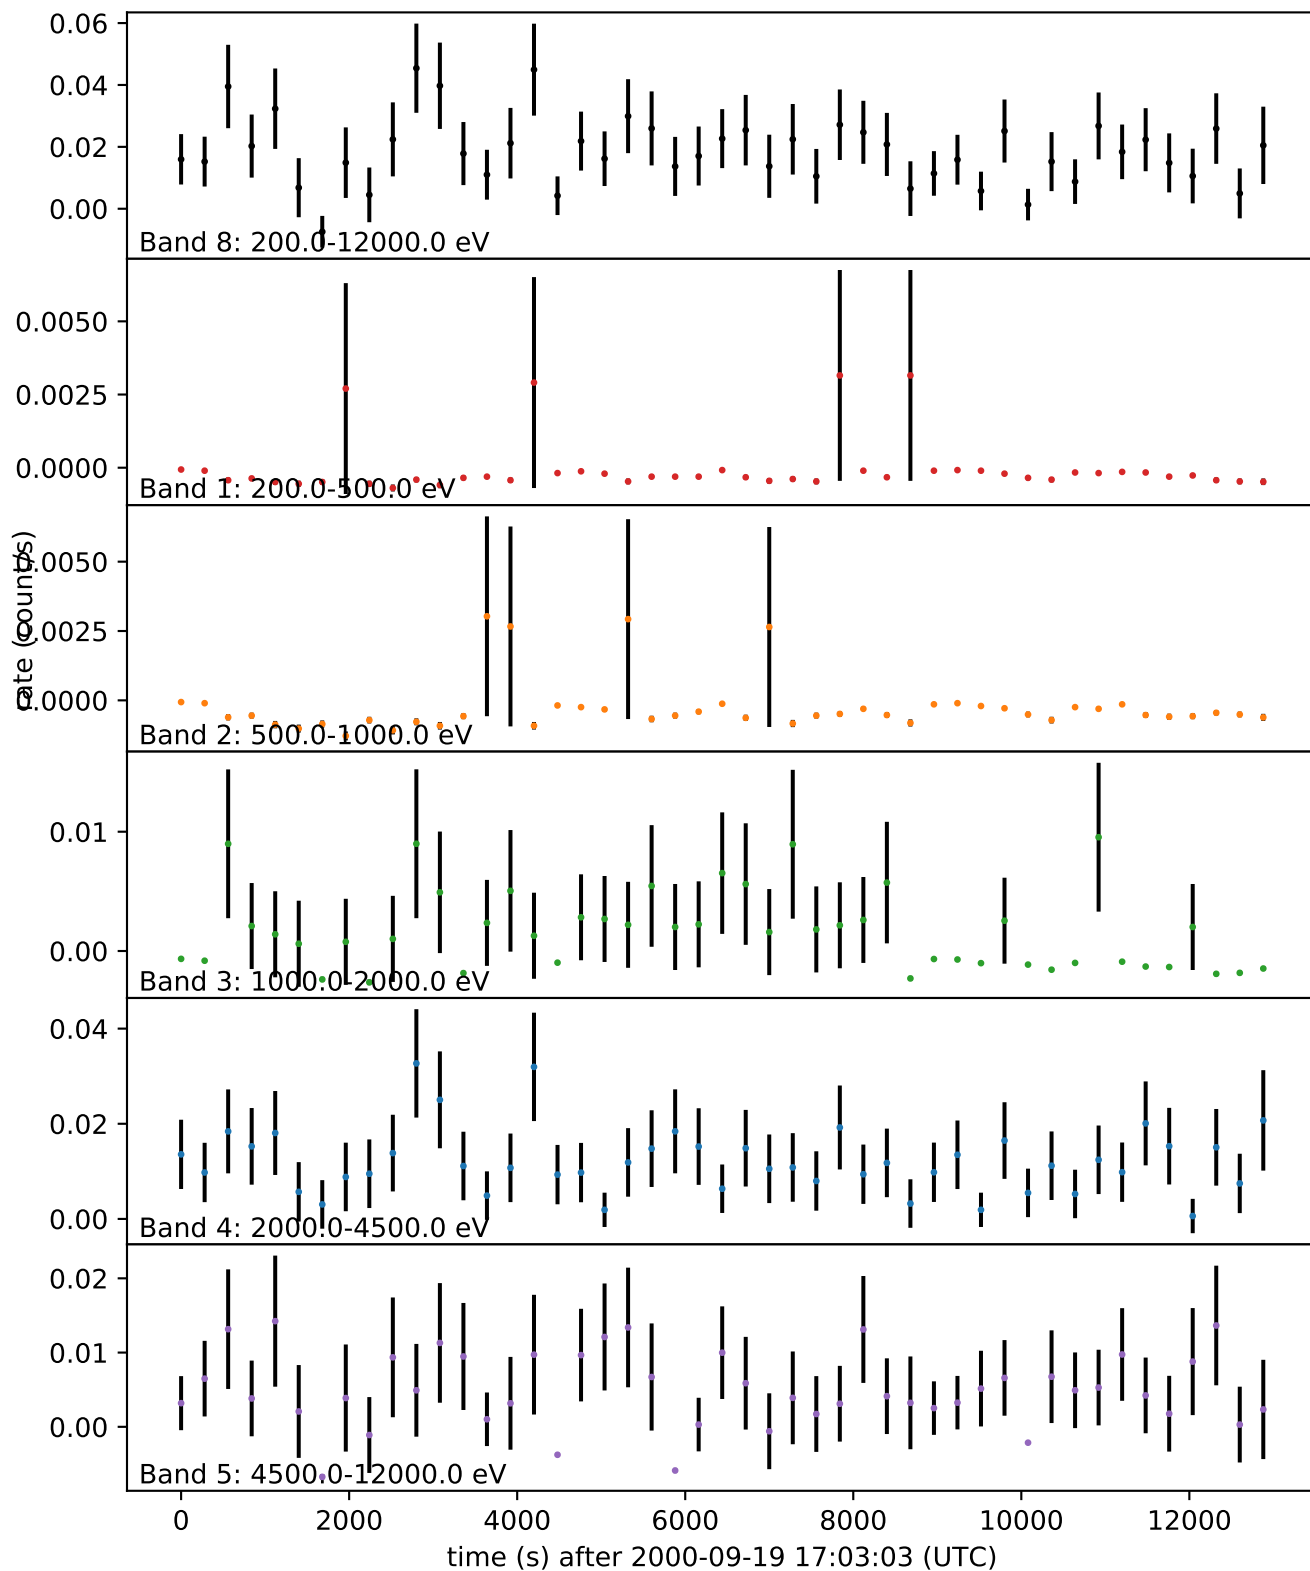 0.06
0.04
0.02
0.00
Band 8: 200.0-12000.0 eV
0.0050
0.0025
0.0000
Band 1: 200.0-500.0 eV
rate (count/s)
0.0050
0.0025
0.0000
Band 2: 500.0-1000.0 eV
0.01
0.00
Band 3: 1000.0-2000.0 eV
0.04
0.02
0.00
Band 4: 2000.0-4500.0 eV
0.02
0.01
0.00
Band 5: 4500.0-12000.0 eV
0 2000 4000 6000 8000 10000 12000
time (s) after 2000-09-19 17:03:03 (UTC)